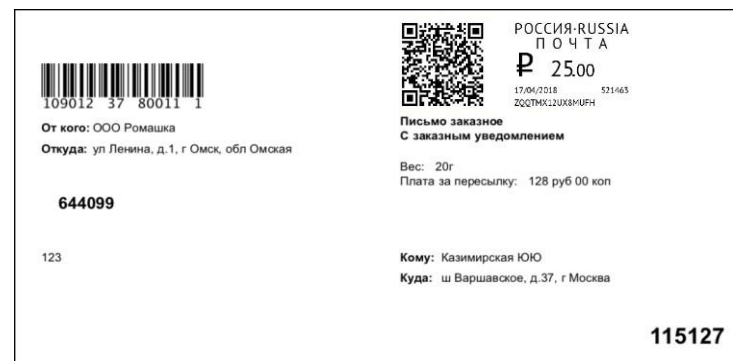 109012 37 80011 1
От кого: ООО Ромашка
Откуда: ул Ленина, д.1, г Омск, обл Омская
644099
123
РОССИЯ·RUSSIA
ПОЧТА
₽ 25.00
17/04/2018 521463
ZQQTMX12UX8MUFH
Письмо заказное
С заказным уведомлением
Вес: 20г
Плата за пересылку: 128 руб 00 коп
Кому: Казимирская ЮЮ
Куда: ш Варшавское, д.37, г Москва
115127